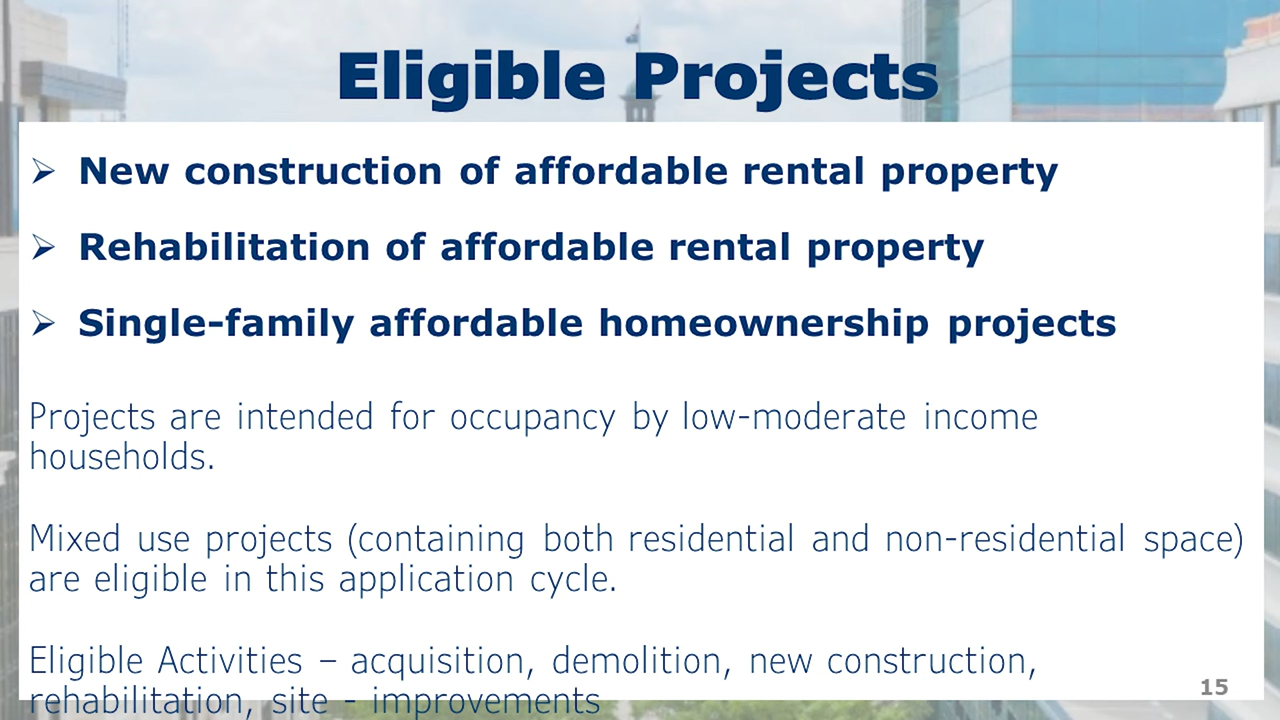 Eligible Projects
➢ New construction of affordable rental property
➢ Rehabilitation of affordable rental property
➢ Single-family affordable homeownership projects
Projects are intended for occupancy by low-moderate income
households.
Mixed use projects (containing both residential and non-residential space)
are eligible in this application cycle.
Eligible Activities – acquisition, demolition, new construction,
rehabilitation, site - improvements
15